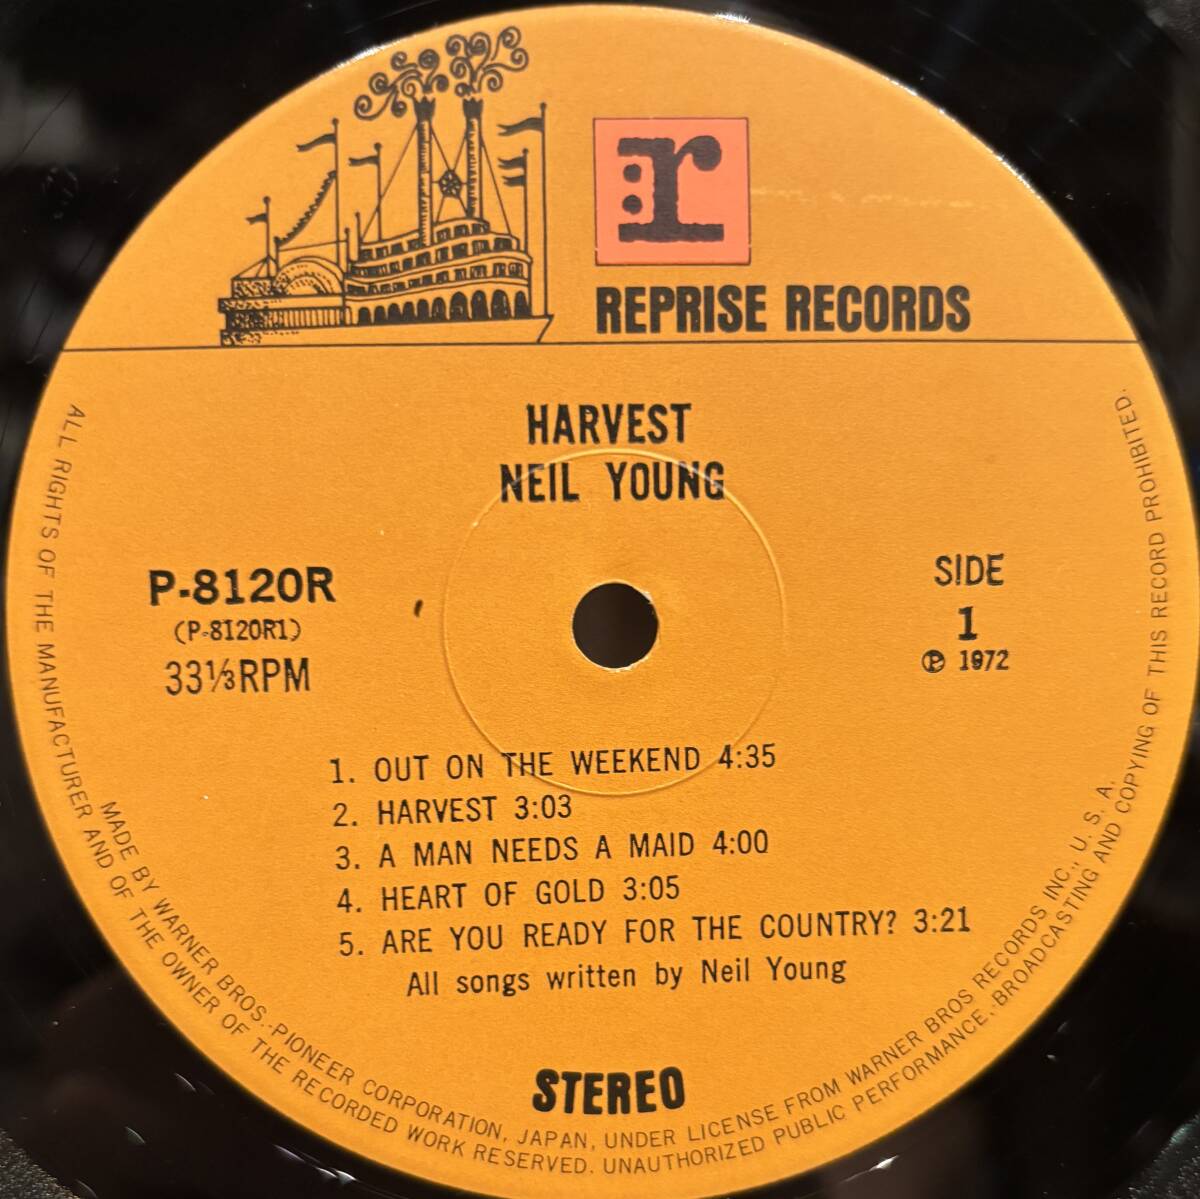 r
REPRISE RECORDS
HARVEST
NEIL YOUNG
P-8120R
(P-8120R1)
33⅓RPM
SIDE
1
℗ 1972
1. OUT ON THE WEEKEND 4:35
2. HARVEST 3:03
3. A MAN NEEDS A MAID 4:00
4. HEART OF GOLD 3:05
5. ARE YOU READY FOR THE COUNTRY? 3:21
All songs written by Neil Young
STEREO
MADE BY WARNER BROS.-PIONEER CORPORATION, JAPAN, UNDER LICENSE FROM WARNER BROS RECORDS INC., U. S. A.
ALL RIGHTS OF THE MANUFACTURER AND OF THE OWNER OF THE RECORDED WORK RESERVED. UNAUTHORIZED PUBLIC PERFORMANCE, BROADCASTING AND COPYING OF THIS RECORD PROHIBITED.